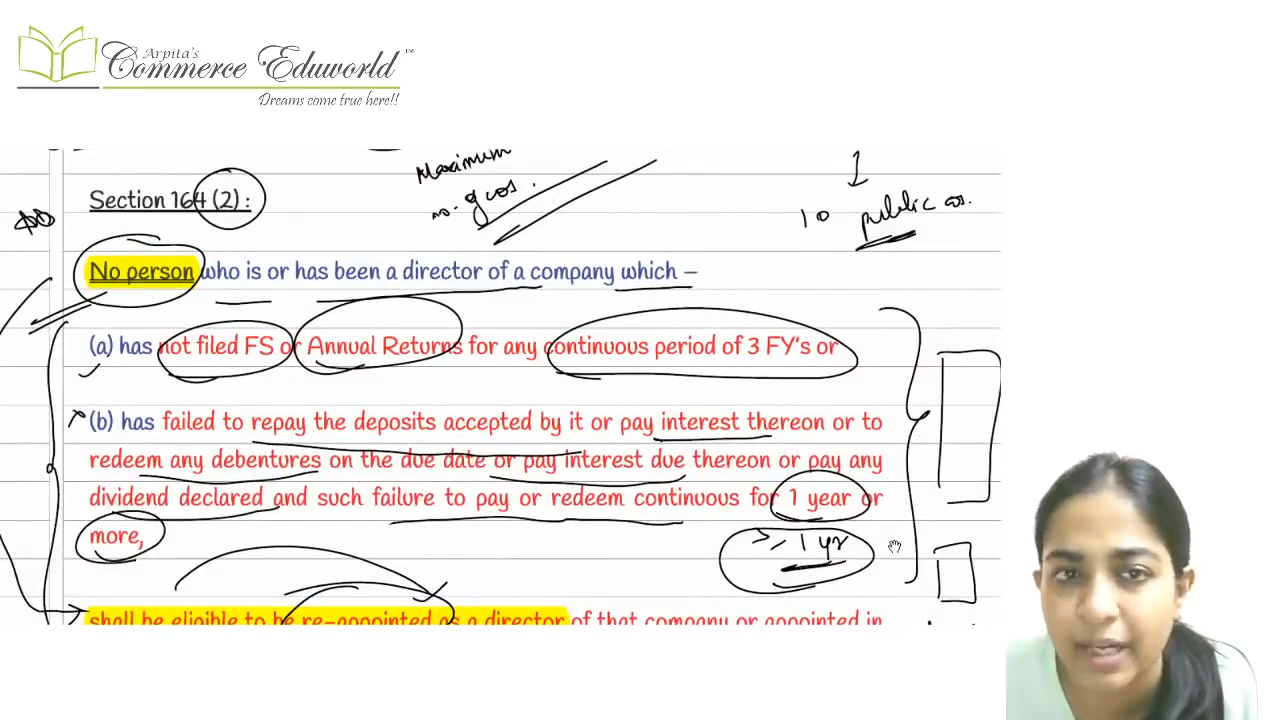 Arpita's
Commerce Eduworld™
Dreams come true here!!
Maximum
no. of cos.
10 public co.
Section 164 (2) :
No person who is or has been a director of a company which –
(a) has not filed FS or Annual Returns for any continuous period of 3 FY's or
(b) has failed to repay the deposits accepted by it or pay interest thereon or to
redeem any debentures on the due date or pay interest due thereon or pay any
dividend declared and such failure to pay or redeem continuous for 1 year or
more,
≥ 1 yr
shall be eligible to be re-appointed as a director of that company or appointed in